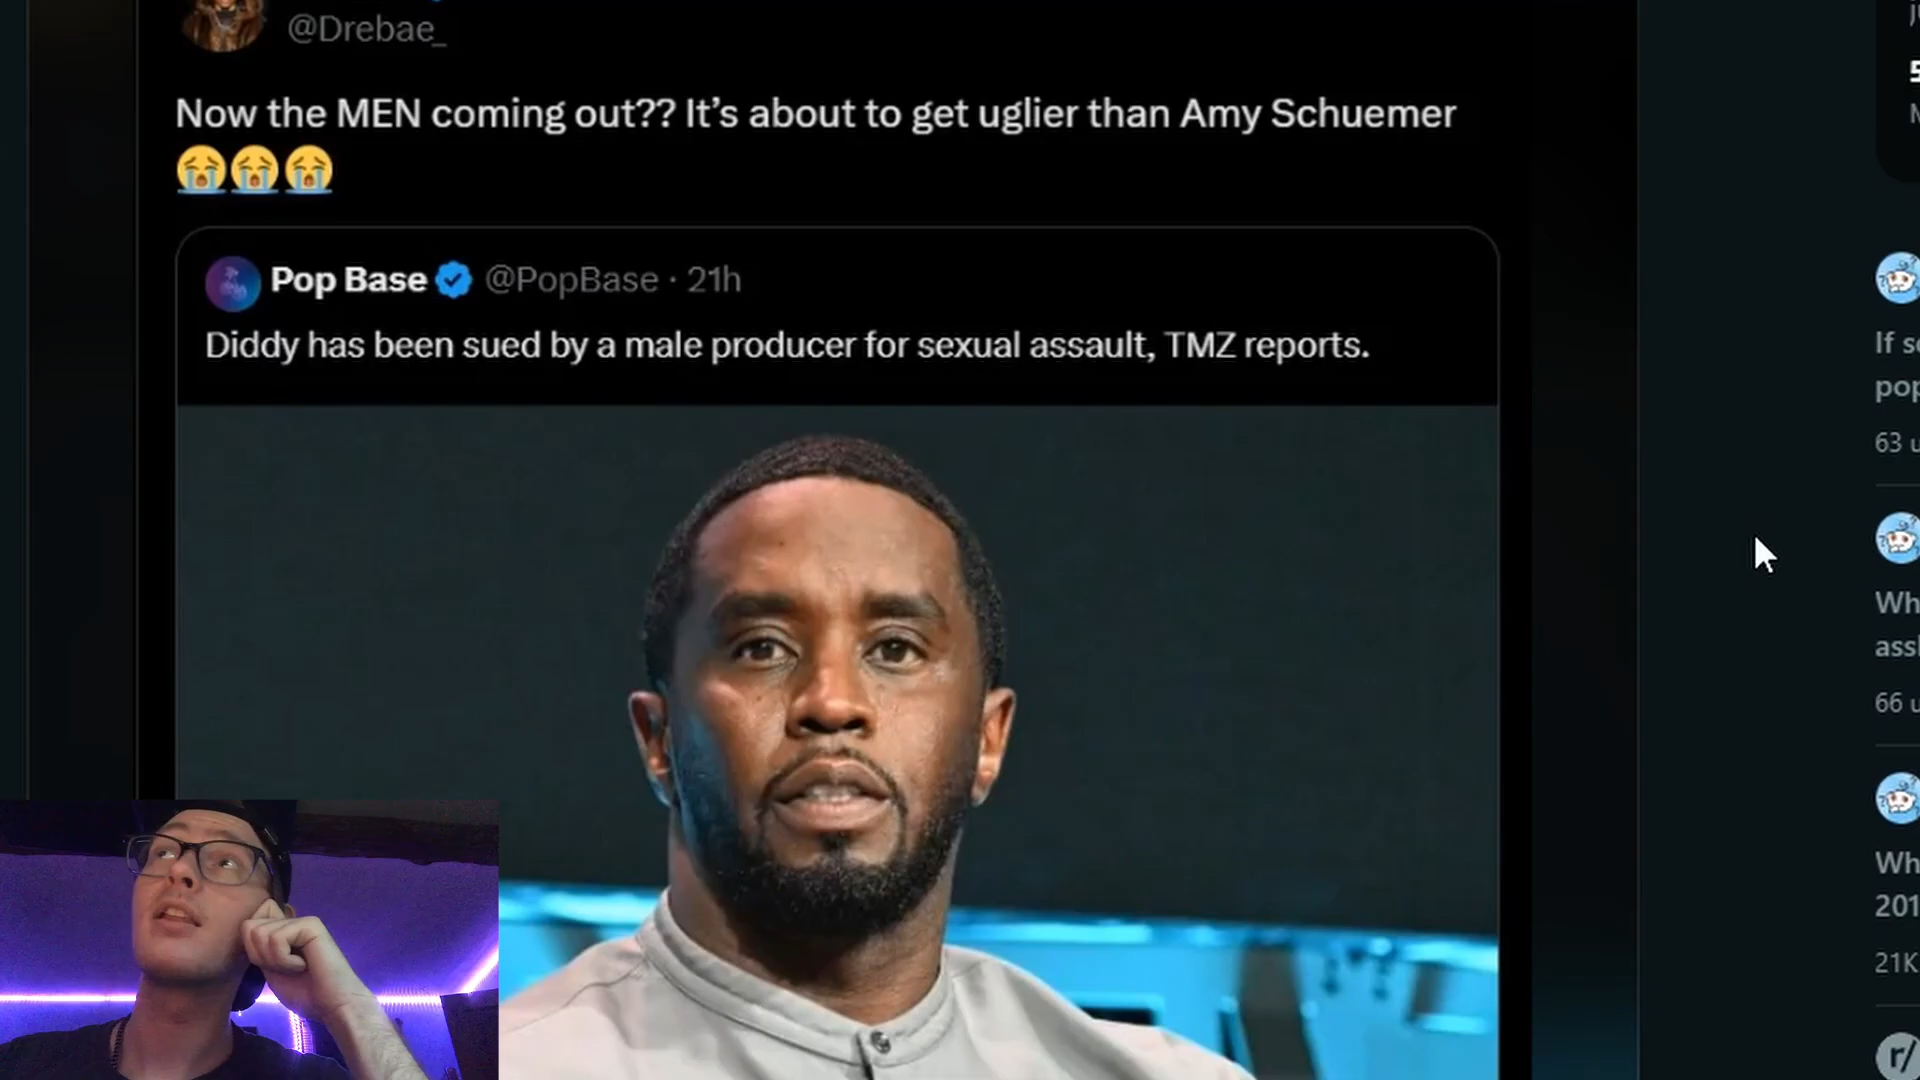 @Drebae_
Now the MEN coming out?? It's about to get uglier than Amy Schuemer
😭😭😭
Pop Base @PopBase · 21h
Diddy has been sued by a male producer for sexual assault, TMZ reports.
If
63
66
21K
r/